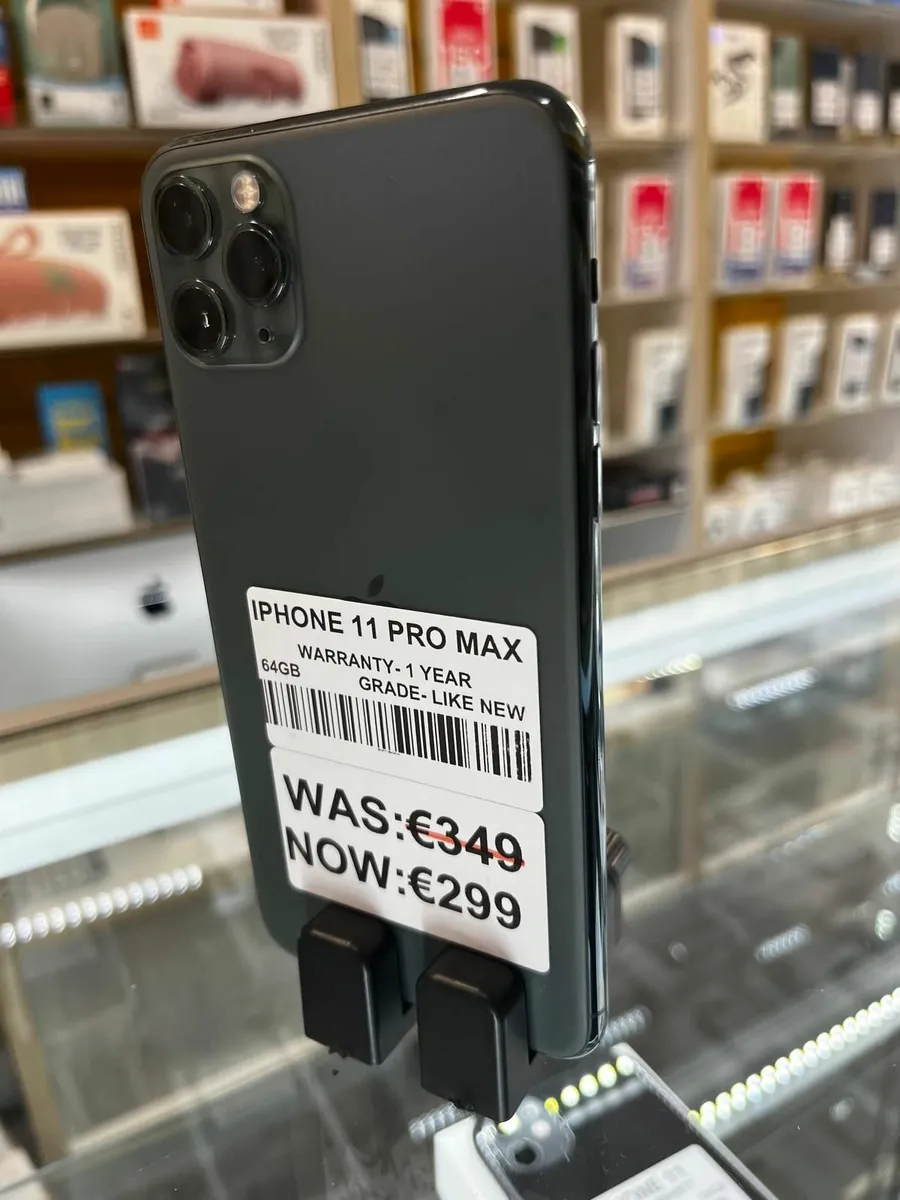 IPHONE 11 PRO MAX
WARRANTY- 1 YEAR
64GB
GRADE- LIKE NEW
WAS:€349
NOW:€299